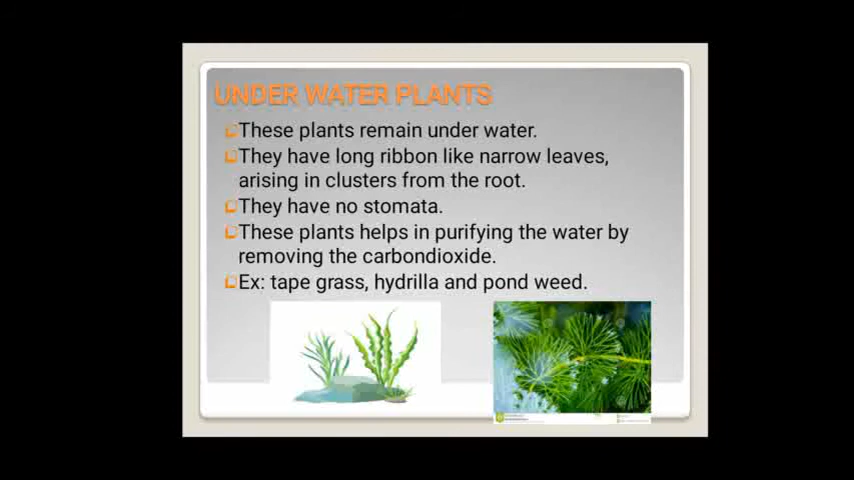 UNDER WATER PLANTS
These plants remain under water.
They have long ribbon like narrow leaves,
arising in clusters from the root.
They have no stomata.
These plants helps in purifying the water by
removing the carbondioxide.
Ex: tape grass, hydrilla and pond weed.